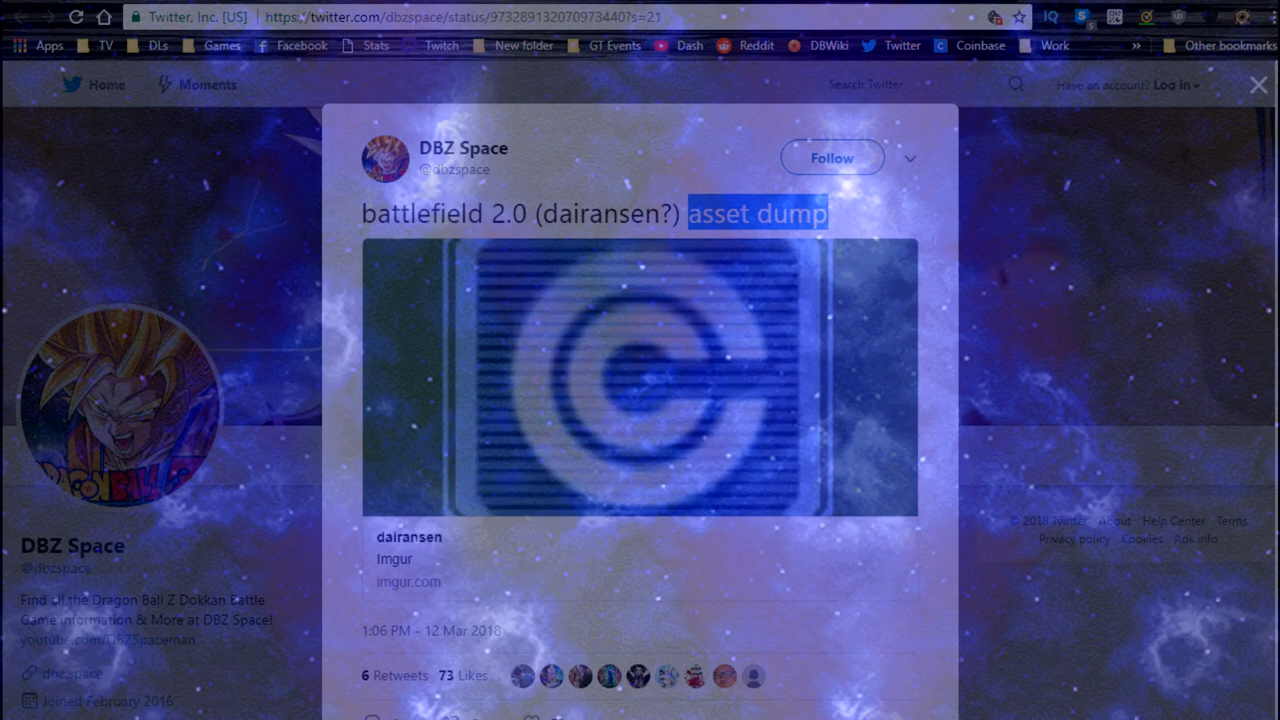 Twitter, Inc. [US] https://twitter.com/dbzspace/status/973289132070973440?s=21
Apps TV DLs Games Facebook Stats Twitch New folder GT Events Dash Reddit DBWiki Twitter Coinbase Work » Other bookmarks
Home Moments Search Twitter Have an account? Log in
DBZ Space
@dbzspace
Follow
battlefield 2.0 (dairansen?) asset dump
dairansen
Imgur
imgur.com
1:06 PM - 12 Mar 2018
6 Retweets 73 Likes
DBZ Space
@dbzspace
Find all the Dragon Ball Z Dokkan Battle
Game information & More at DBZ Space!
youtube.com/DBZSpaceman
dbz.space
Joined February 2016
© 2018 Twitter About Help Center Terms
Privacy policy Cookies Ads info